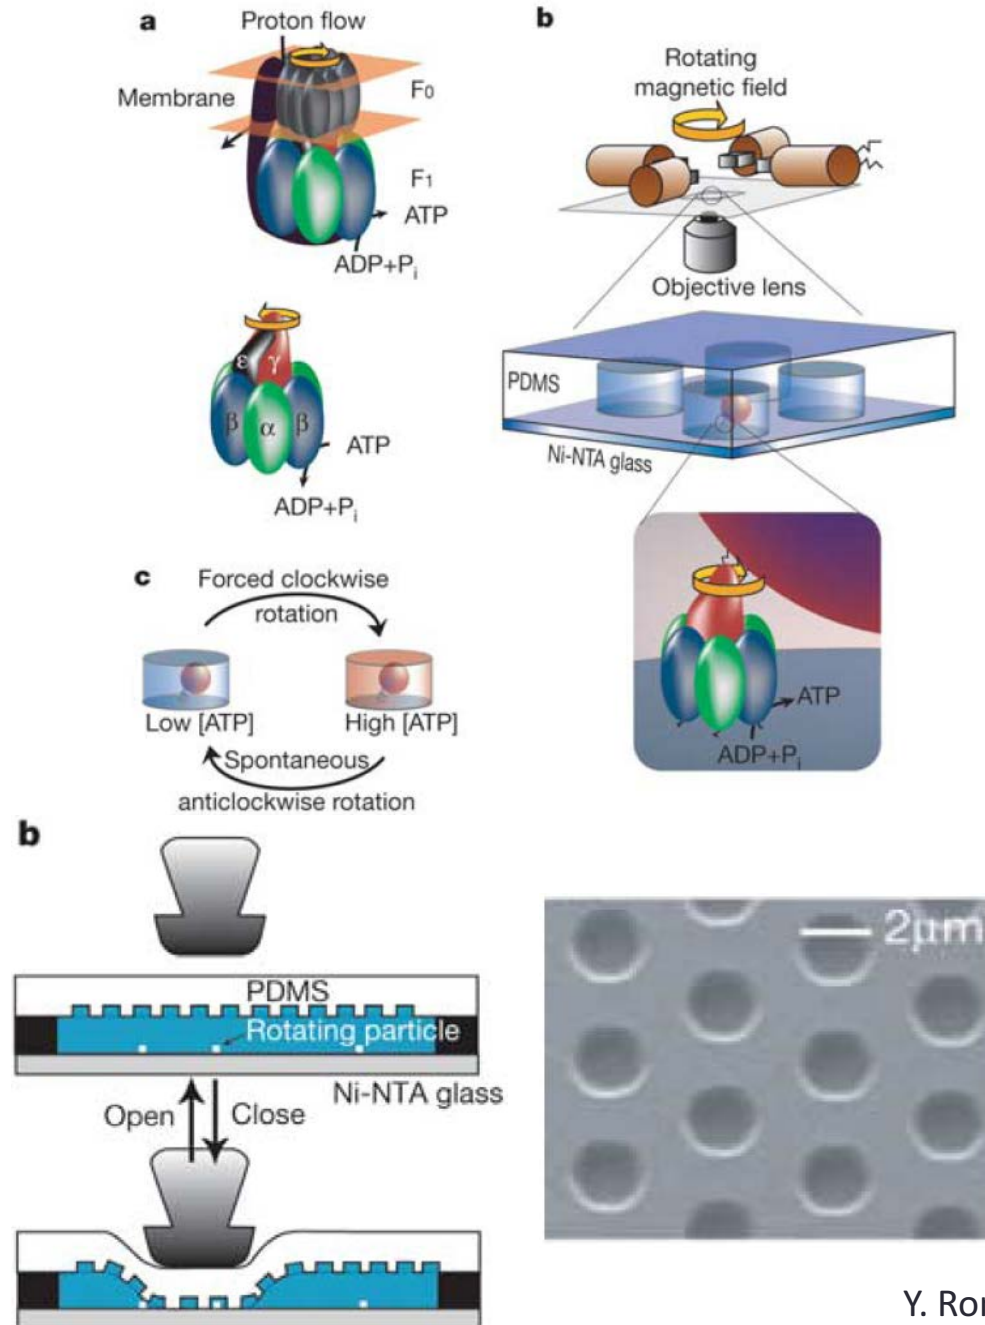 a
Proton flow
Membrane
F0
F1
ATP
ADP+Pi
ε
γ
β
α
β
ATP
ADP+Pi
b
Rotating
magnetic field
Objective lens
PDMS
Ni-NTA glass
ATP
ADP+Pi
c
Forced clockwise
rotation
Low [ATP]
High [ATP]
Spontaneous
anticlockwise rotation
b
PDMS
Rotating particle
Ni-NTA glass
Open
Close
2μm
Y.